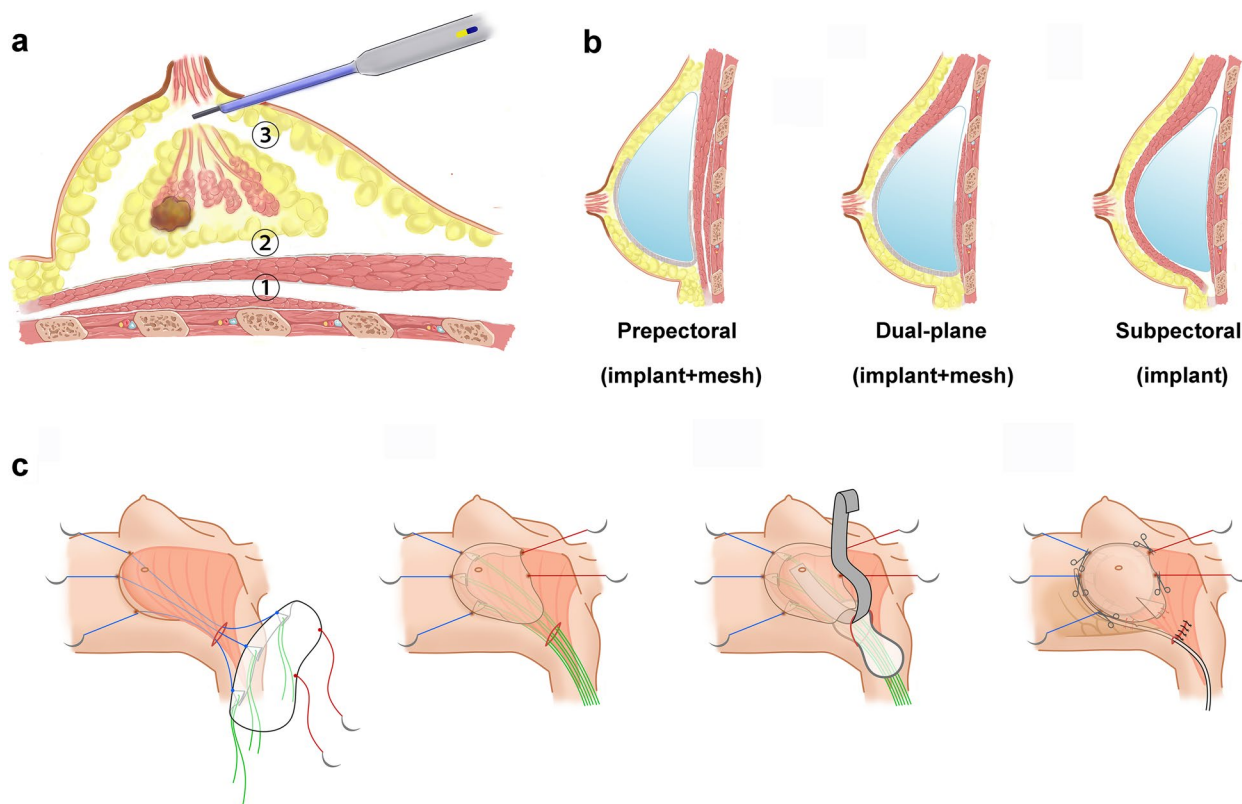 a
b
③
②
①
Prepectoral
(implant+mesh)
Dual-plane
(implant+mesh)
Subpectoral
(implant)
c